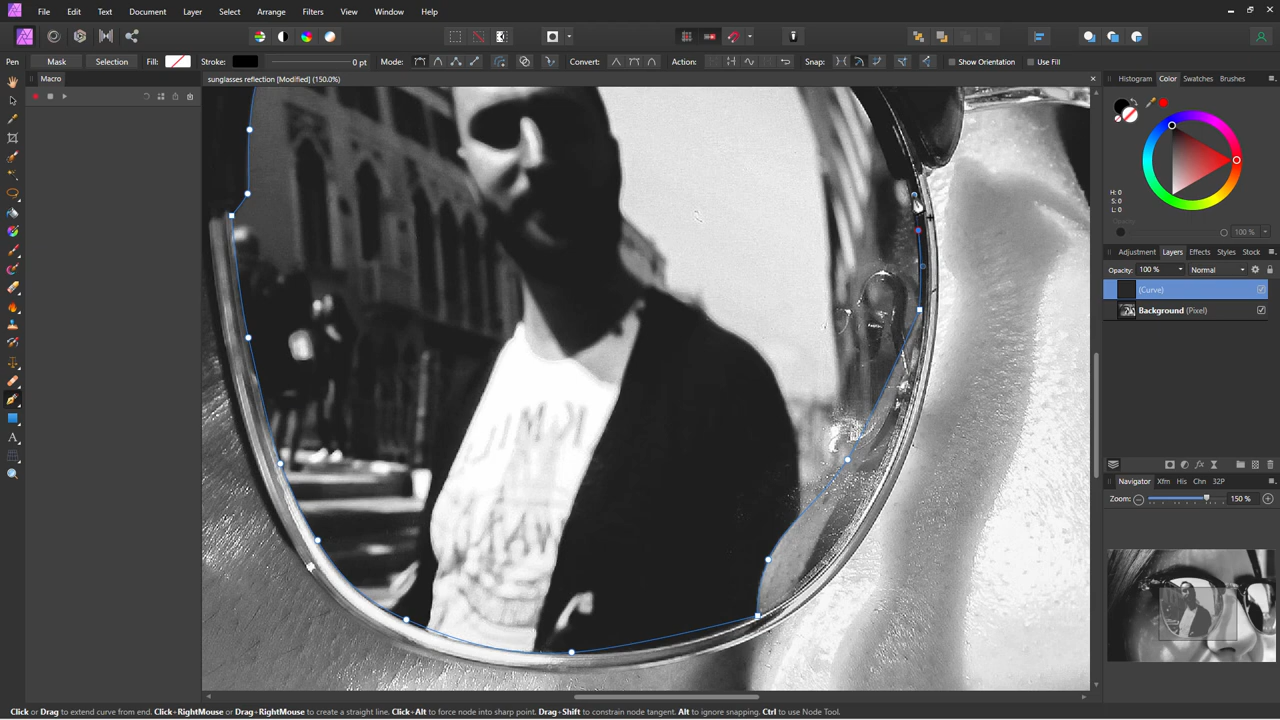 File Edit Text Document Layer Select Arrange Filters View Window Help
Pen Mask Selection Fill: Stroke: 0 pt Mode: Convert: Action: Snap: Show Orientation Use Fill
Macro
sunglasses reflection [Modified] (150.0%)
Histogram Color Swatches Brushes
H: 0
S: 0
L: 0
Opacity 100 %
Adjustment Layers Effects Styles Stock
Opacity: 100 % Normal
(Curve)
Background (Pixel)
Navigator Xfm His Chn 32P
Zoom: 150 %
Click or Drag to extend curve from end. Click+RightMouse or Drag+RightMouse to create a straight line. Click+Alt to force node into sharp point. Drag+Shift to constrain node tangent. Alt to ignore snapping. Ctrl to use Node Tool.